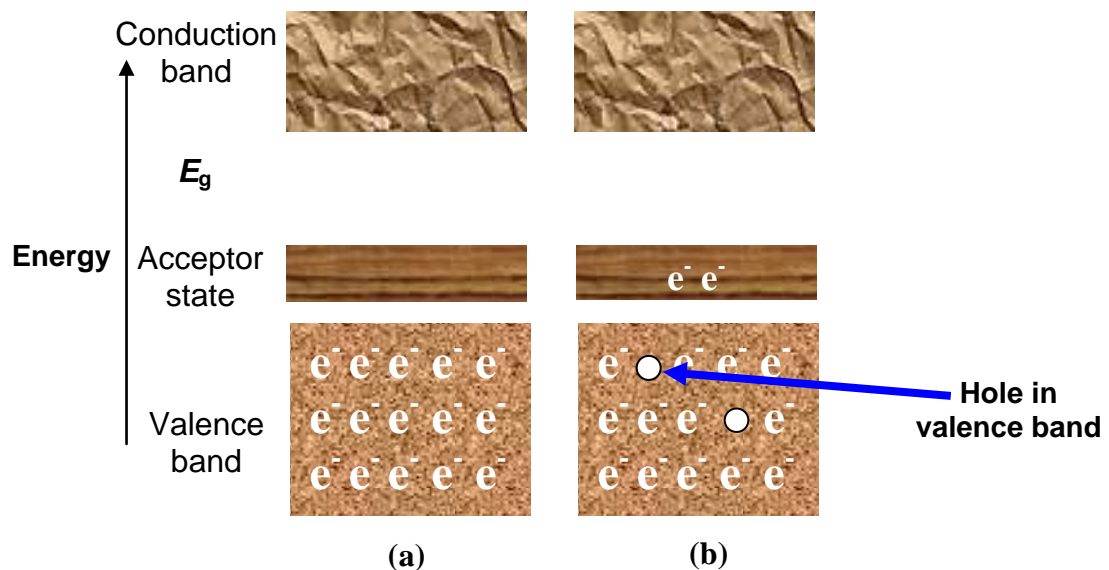 Conduction
band
E_g
Energy
Acceptor
state
e⁻ e⁻
e⁻ e⁻ e⁻ e⁻ e⁻
e⁻ e⁻ e⁻ e⁻
Hole in
valence band
Valence
band
e⁻ e⁻ e⁻ e⁻ e⁻
e⁻ e⁻ e⁻ e⁻
e⁻ e⁻ e⁻ e⁻ e⁻
e⁻ e⁻ e⁻ e⁻ e⁻
(a)
(b)